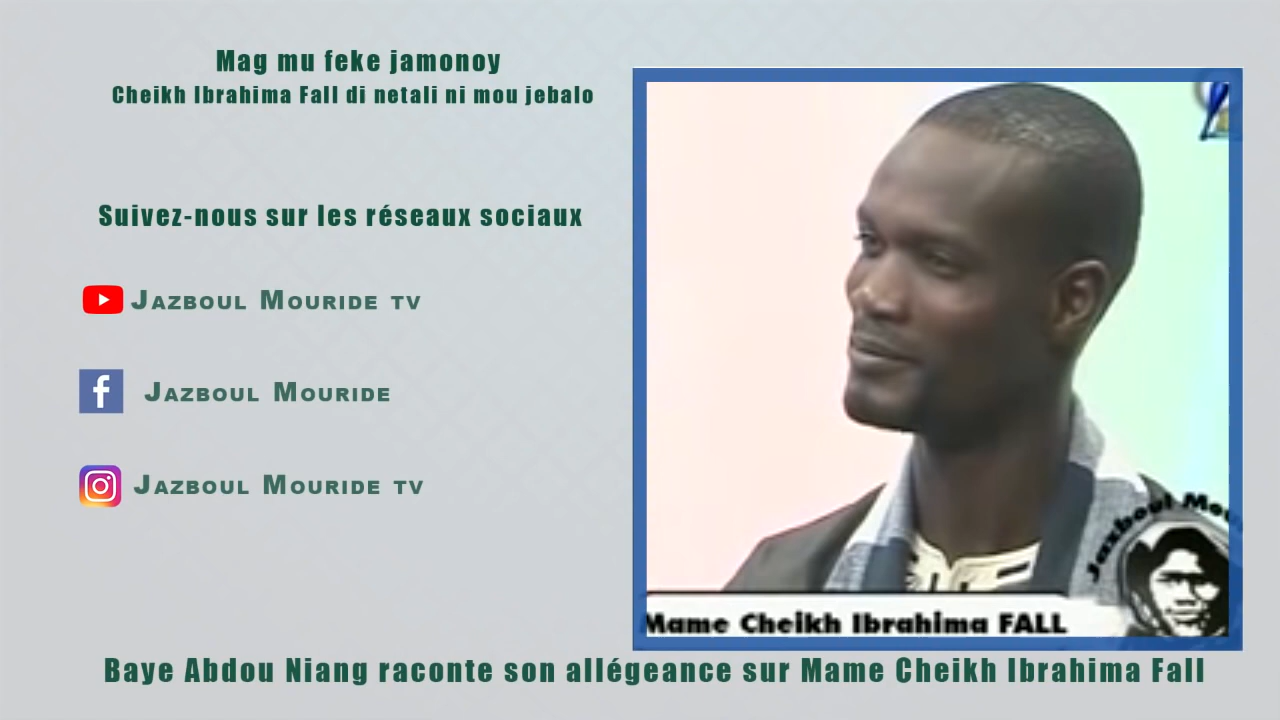 Mag mu feke jamonoy
Cheikh Ibrahima Fall di netali ni mou jebalo
Suivez-nous sur les réseaux sociaux
Jazboul Mouride tv
Jazboul Mouride
Jazboul Mouride tv
Jazboul Mou
Mame Cheikh Ibrahima FALL
Baye Abdou Niang raconte son allégeance sur Mame Cheikh Ibrahima Fall